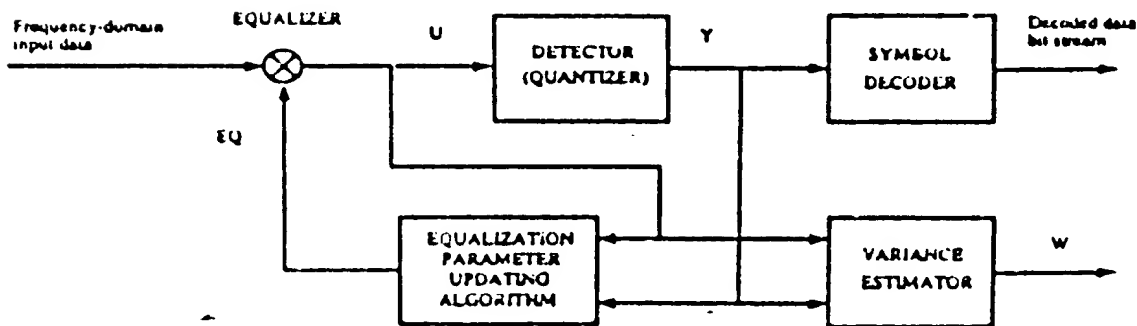 Frequency-domain
input data
EQUALIZER
U
DETECTOR
(QUANTIZER)
Y
SYMBOL
DECODER
Decoded data
bit stream
EQ
EQUALIZATION
PARAMETER
UPDATING
ALGORITHM
VARIANCE
ESTIMATOR
W